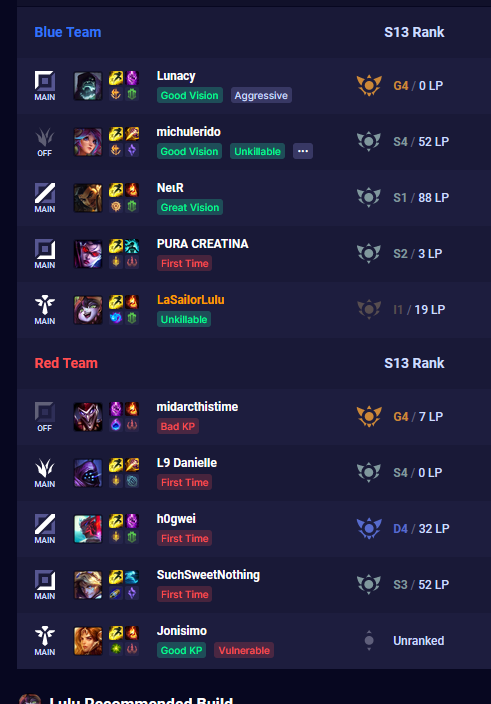 Blue Team S13 Rank
MAIN Lunacy G4 / 0 LP
Good Vision Aggressive
OFF michulerido S4 / 52 LP
Good Vision Unkillable ···
MAIN NeɩR S1 / 88 LP
Great Vision
MAIN PURA CREATINA S2 / 3 LP
First Time
MAIN LaSailorLulu I1 / 19 LP
Unkillable
Red Team S13 Rank
OFF midarcthistime G4 / 7 LP
Bad KP
MAIN L9 Danielle S4 / 0 LP
First Time
MAIN h0gwei D4 / 32 LP
First Time
MAIN SuchSweetNothing S3 / 52 LP
First Time
MAIN Jonisimo Unranked
Good KP Vulnerable
Lulu Recommended Build